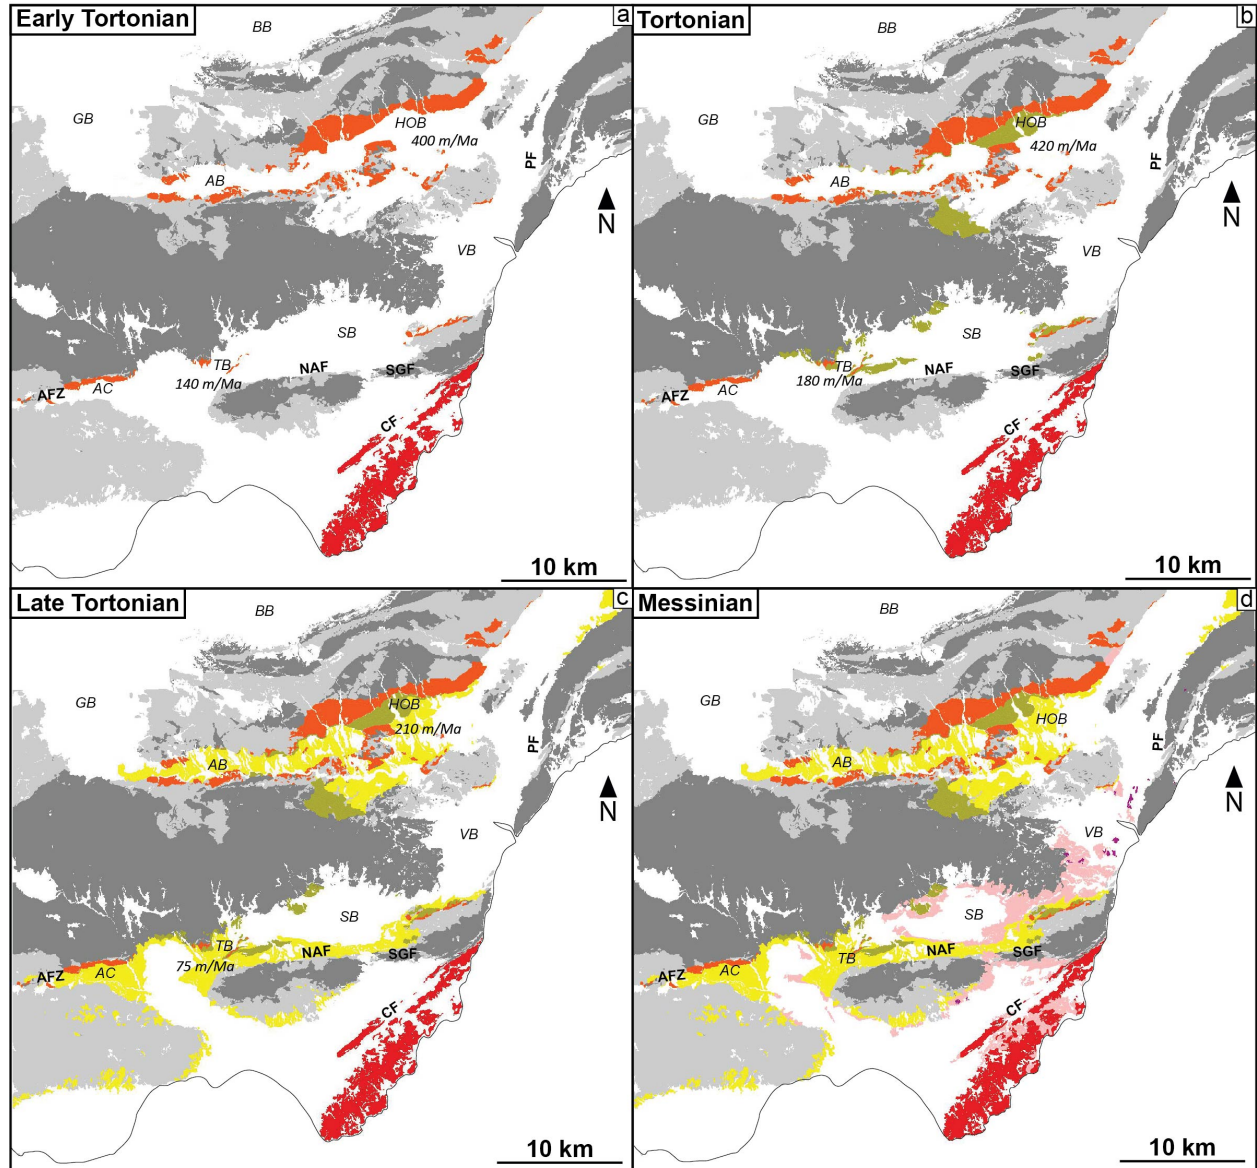 Early Tortonian
a
BB
GB
HOB
400 m/Ma
PF
AB
N
VB
SB
TB
NAF
SGF
140 m/Ma
AFZ
AC
CF
10 km
Tortonian
b
BB
GB
HOB
420 m/Ma
PF
AB
N
VB
SB
TB
NAF
SGF
180 m/Ma
AFZ
AC
CF
10 km
Late Tortonian
c
BB
GB
HOB
210 m/Ma
PF
AB
N
VB
SB
TB
NAF
SGF
75 m/Ma
AFZ
AC
CF
10 km
Messinian
d
BB
GB
HOB
PF
AB
N
VB
SB
TB
NAF
SGF
AFZ
AC
CF
10 km